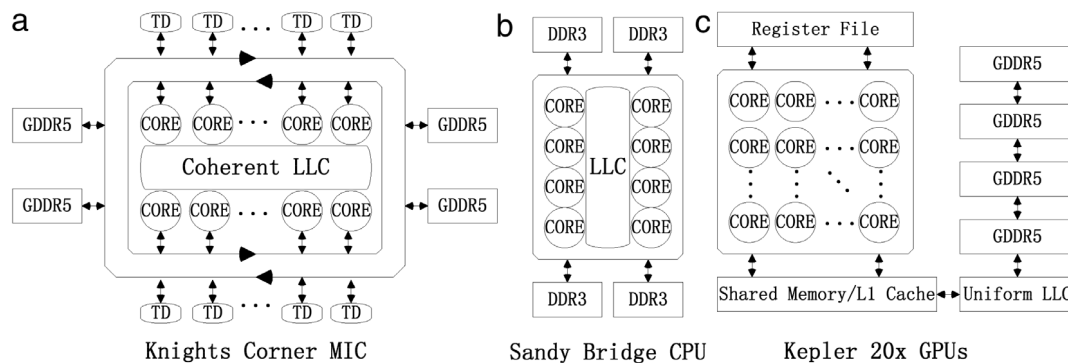 a
TD TD ... TD TD
GDDR5 GDDR5
CORE CORE ... CORE CORE
Coherent LLC
GDDR5 GDDR5
CORE CORE ... CORE CORE
TD TD ... TD TD
Knights Corner MIC
b
DDR3 DDR3
CORE CORE
CORE CORE
LLC
CORE CORE
CORE CORE
DDR3 DDR3
Sandy Bridge CPU
c
Register File
CORE CORE ... CORE
CORE CORE ... CORE
CORE CORE ... CORE
Shared Memory/L1 Cache
GDDR5
GDDR5
GDDR5
GDDR5
Uniform LLC
Kepler 20x GPUs